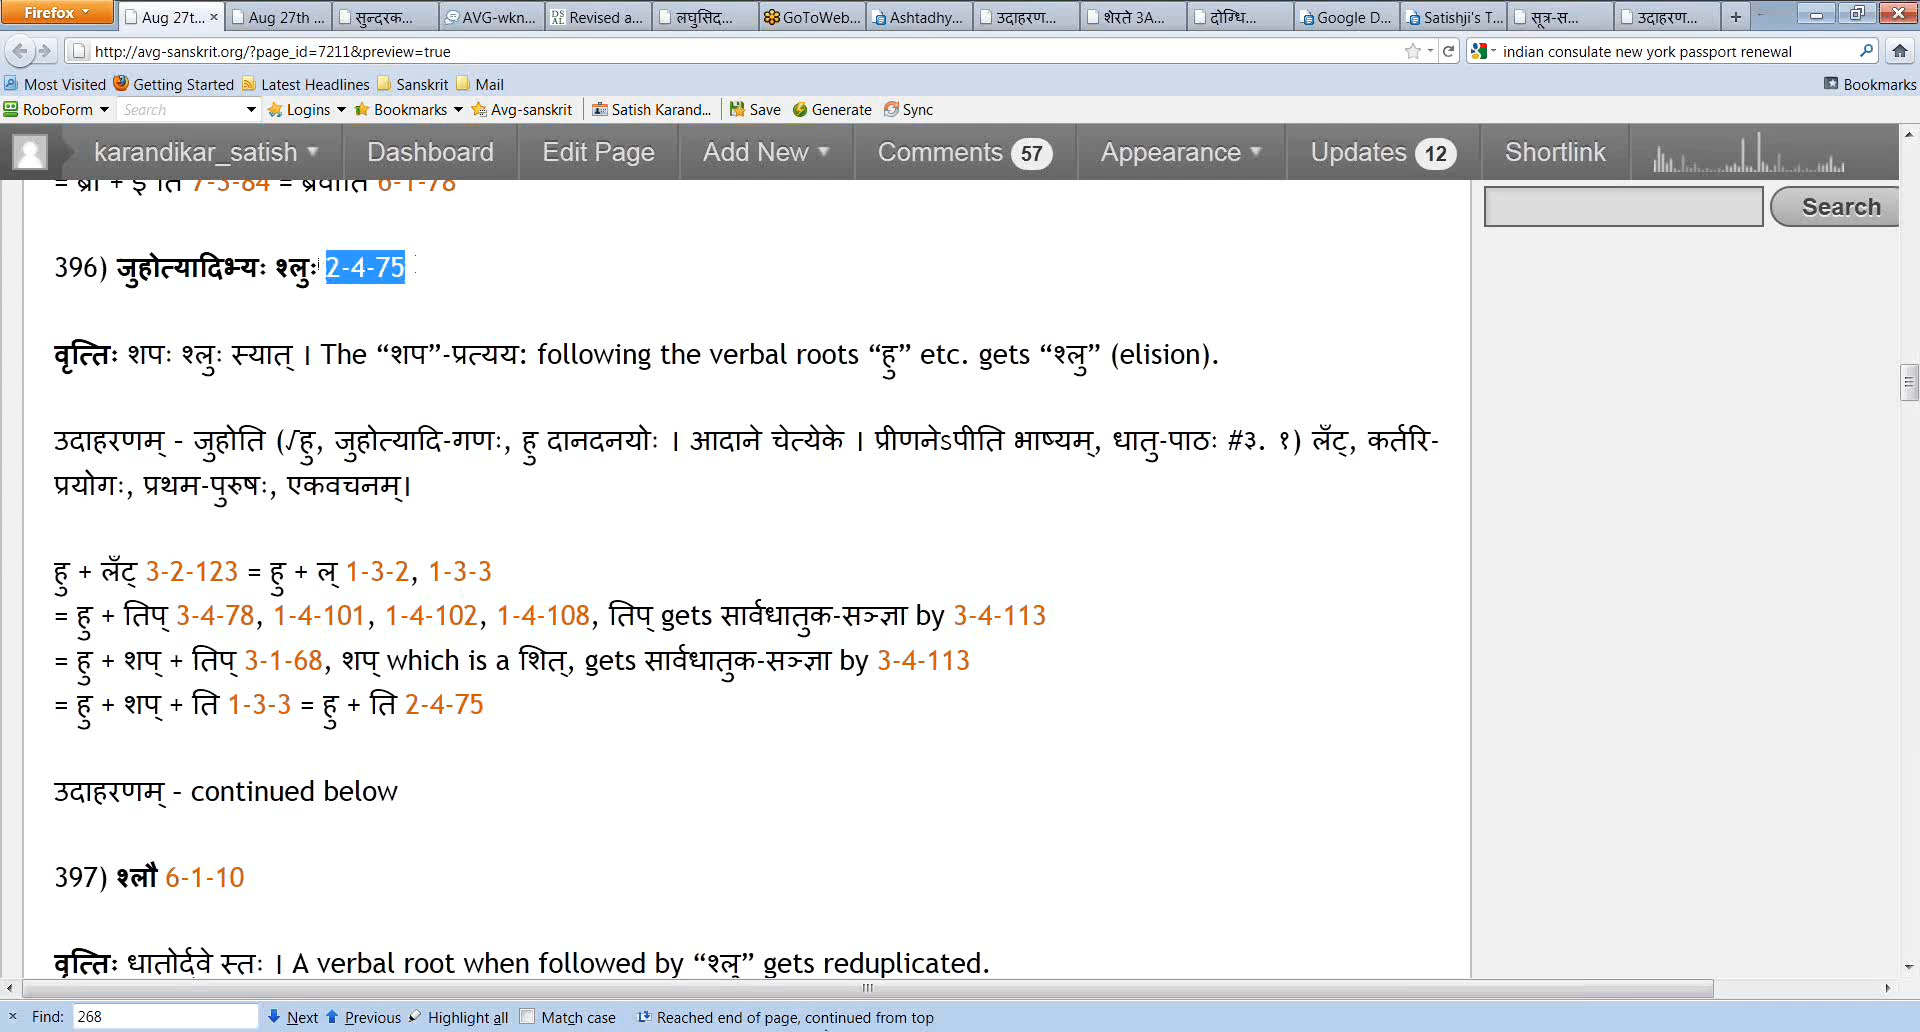 Firefox
Aug 27t...
Aug 27th ...
सुन्दरक...
AVG-wkn...
Revised a...
लघुसिद्...
GoToWeb...
Ashtadhy...
उदाहरण...
शेरते 3A...
दोग्धि...
Google D...
Satishji's T...
सूत्र-स...
उदाहरण...
http://avg-sanskrit.org/?page_id=7211&preview=true
indian consulate new york passport renewal
Most Visited Getting Started Latest Headlines Sanskrit Mail Bookmarks
RoboForm Search Logins Bookmarks Avg-sanskrit Satish Karand... Save Generate Sync
karandikar_satish Dashboard Edit Page Add New Comments 57 Appearance Updates 12 Shortlink
Search
7-3-84 = ब्रवीति 6-1-78
396) जुहोत्यादिभ्यः श्लुः 2-4-75
वृत्तिः शपः श्लुः स्यात् । The “शप्”-प्रत्यय: following the verbal roots “हु” etc. gets “श्लु” (elision).
उदाहरणम् – जुहोति (√हु, जुहोत्यादि-गणः, हु दानदनयोः । आदाने चेत्येके । प्रीणनेऽपीति भाष्यम्, धातु-पाठः #३. १) लँट्, कर्तरि-
प्रयोगः, प्रथम-पुरुषः, एकवचनम्।
हु + लँट् 3-2-123 = हु + ल् 1-3-2, 1-3-3
= हु + तिप् 3-4-78, 1-4-101, 1-4-102, 1-4-108, तिप् gets सार्वधातुक-सञ्ज्ञा by 3-4-113
= हु + शप् + तिप् 3-1-68, शप् which is a शित्, gets सार्वधातुक-सञ्ज्ञा by 3-4-113
= हु + शप् + ति 1-3-3 = हु + ति 2-4-75
उदाहरणम् – continued below
397) श्लौ 6-1-10
वृत्तिः धातोर्द्वे स्तः । A verbal root when followed by “श्लु” gets reduplicated.
Find: 268 Next Previous Highlight all Match case Reached end of page, continued from top